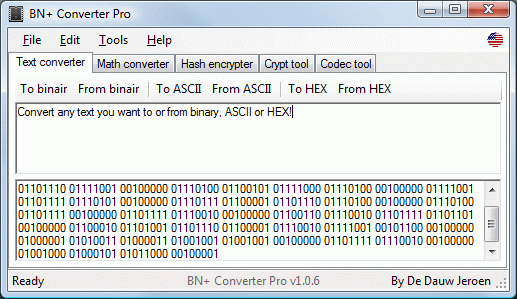 BN+ Converter Pro
File Edit Tools Help
Text converter Math converter Hash encrypter Crypt tool Codec tool
To binair From binair To ASCII From ASCII To HEX From HEX
Convert any text you want to or from binary, ASCII or HEX!
01101110 01111001 00100000 01110100 01100101 01111000 01110100 00100000 01111001
01101111 01110101 00100000 01110111 01100001 01101110 01110100 00100000 01110100
01101111 00100000 01101111 01110010 00100000 01100110 01110010 01101111 01101101
00100000 01100010 01101001 01101110 01100001 01110010 01111001 00101100 00100000
01000001 01010011 01000011 01001001 01001001 00100000 01101111 01110010 00100000
01001000 01000101 01011000 00100001
Ready BN+ Converter Pro v1.0.6 By De Dauw Jeroen